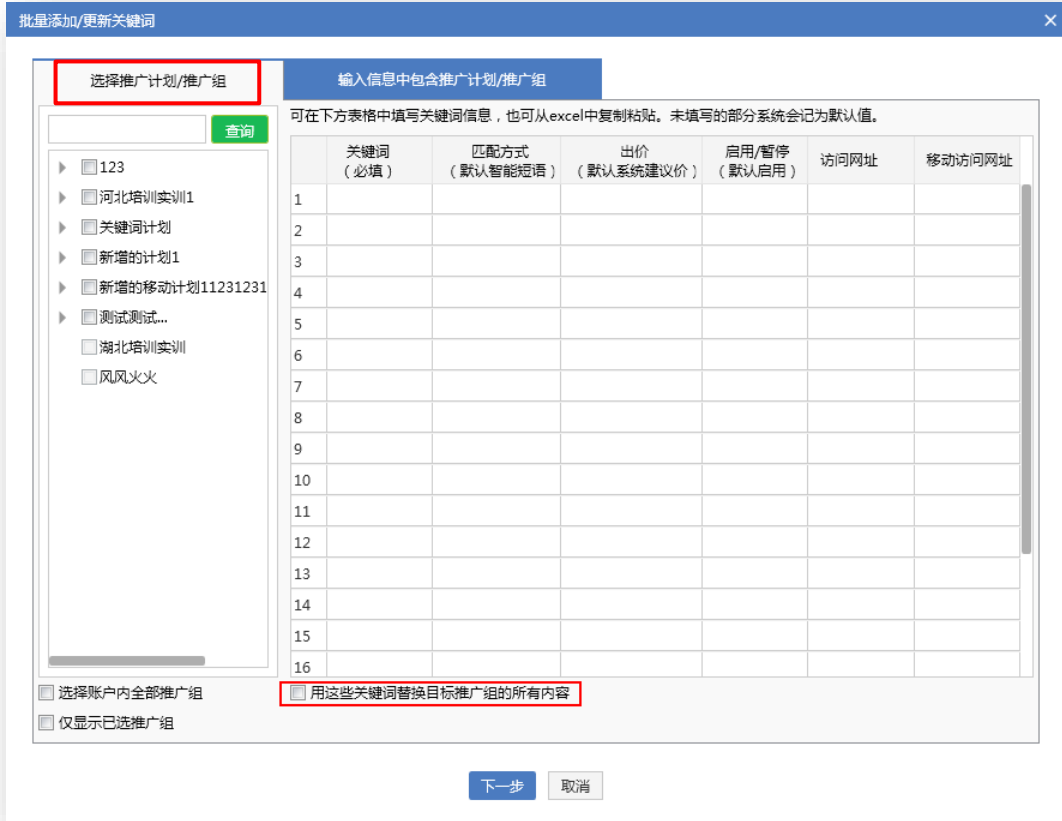 批量添加/更新关键词
选择推广计划/推广组
输入信息中包含推广计划/推广组
查询
123
河北培训实训1
关键词计划
新增的计划1
新增的移动计划11231231
测试测试...
湖北培训实训
风风火火
可在下方表格中填写关键词信息，也可从excel中复制粘贴。未填写的部分系统会记为默认值。
关键词
（必填）
匹配方式
（默认智能短语）
出价
（默认系统建议价）
启用/暂停
（默认启用）
访问网址
移动访问网址
1
2
3
4
5
6
7
8
9
10
11
12
13
14
15
16
选择账户内全部推广组
用这些关键词替换目标推广组的所有内容
仅显示已选推广组
下一步
取消